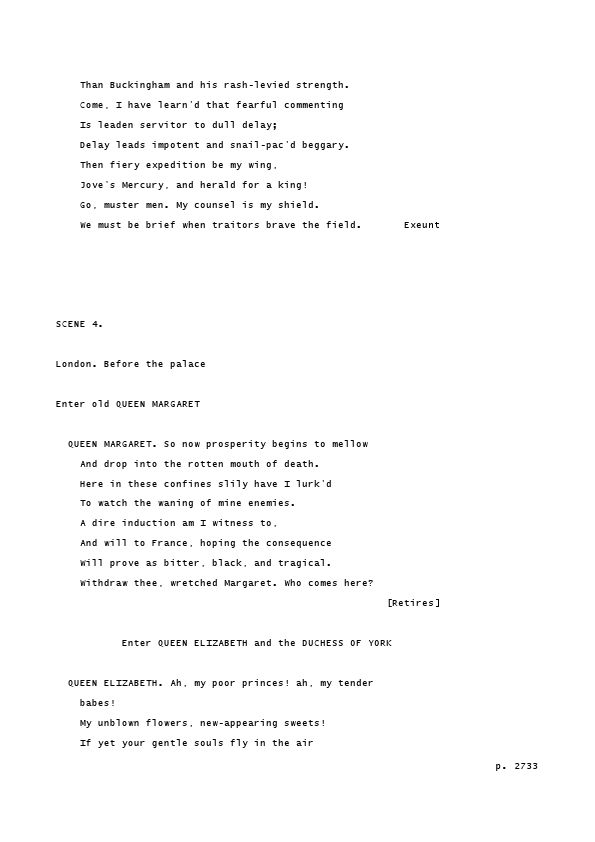 Than Buckingham and his rash-levied strength.
Come, I have learn'd that fearful commenting
Is leaden servitor to dull delay;
Delay leads impotent and snail-pac'd beggary.
Then fiery expedition be my wing,
Jove's Mercury, and herald for a king!
Go, muster men. My counsel is my shield.
We must be brief when traitors brave the field. Exeunt
SCENE 4.
London. Before the palace
Enter old QUEEN MARGARET
QUEEN MARGARET. So now prosperity begins to mellow
And drop into the rotten mouth of death.
Here in these confines slily have I lurk'd
To watch the waning of mine enemies.
A dire induction am I witness to,
And will to France, hoping the consequence
Will prove as bitter, black, and tragical.
Withdraw thee, wretched Margaret. Who comes here?
[Retires]
Enter QUEEN ELIZABETH and the DUCHESS OF YORK
QUEEN ELIZABETH. Ah, my poor princes! ah, my tender
babes!
My unblown flowers, new-appearing sweets!
If yet your gentle souls fly in the air
p. 2733